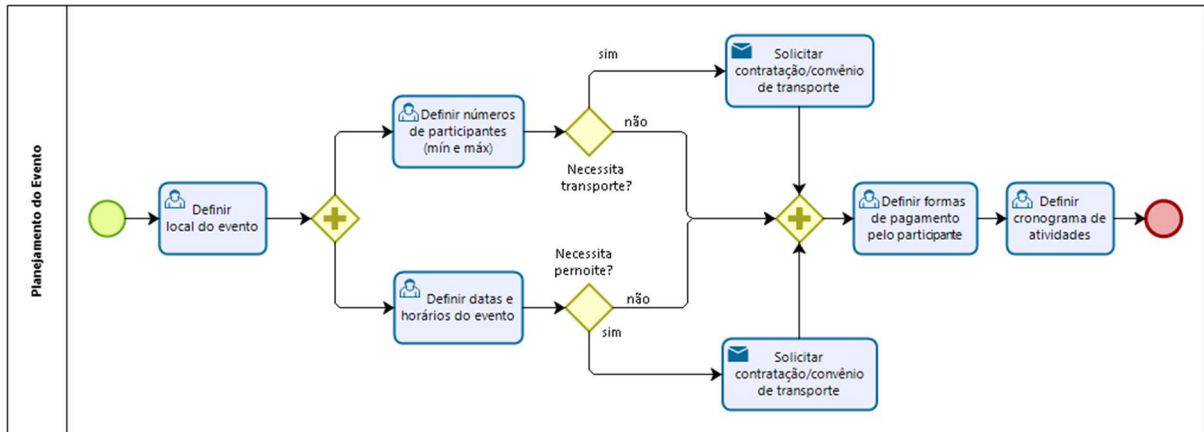 Planejamento do Evento
Definir
local do evento
Definir números
de participantes
(mín e máx)
Necessita
transporte?
sim
não
Solicitar
contratação/convênio
de transporte
Definir datas e
horários do evento
Necessita
pernoite?
não
sim
Solicitar
contratação/convênio
de transporte
Definir formas
de pagamento
pelo participante
Definir
cronograma de
atividades